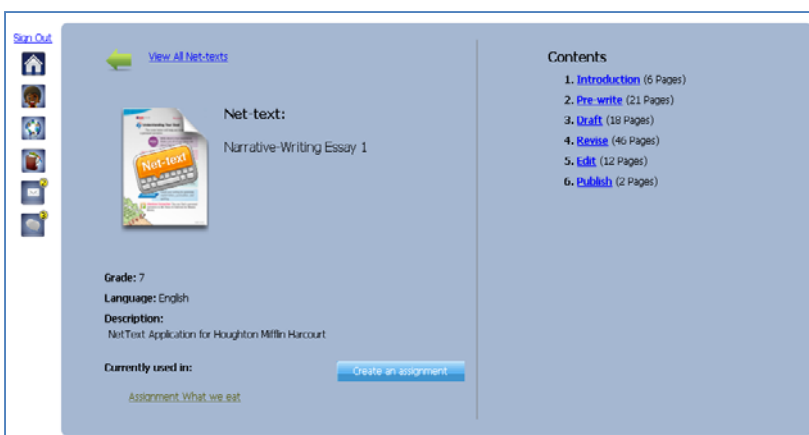 Sign Out
View All Net-texts
Net-text:
Narrative-Writing Essay 1
Net-text
Grade: 7
Language: English
Description:
NetText Application for Houghton Mifflin Harcourt
Currently used in:
Create an assignment
Assignment What we eat
Contents
1. Introduction (6 Pages)
2. Pre-write (21 Pages)
3. Draft (18 Pages)
4. Revise (46 Pages)
5. Edit (12 Pages)
6. Publish (2 Pages)